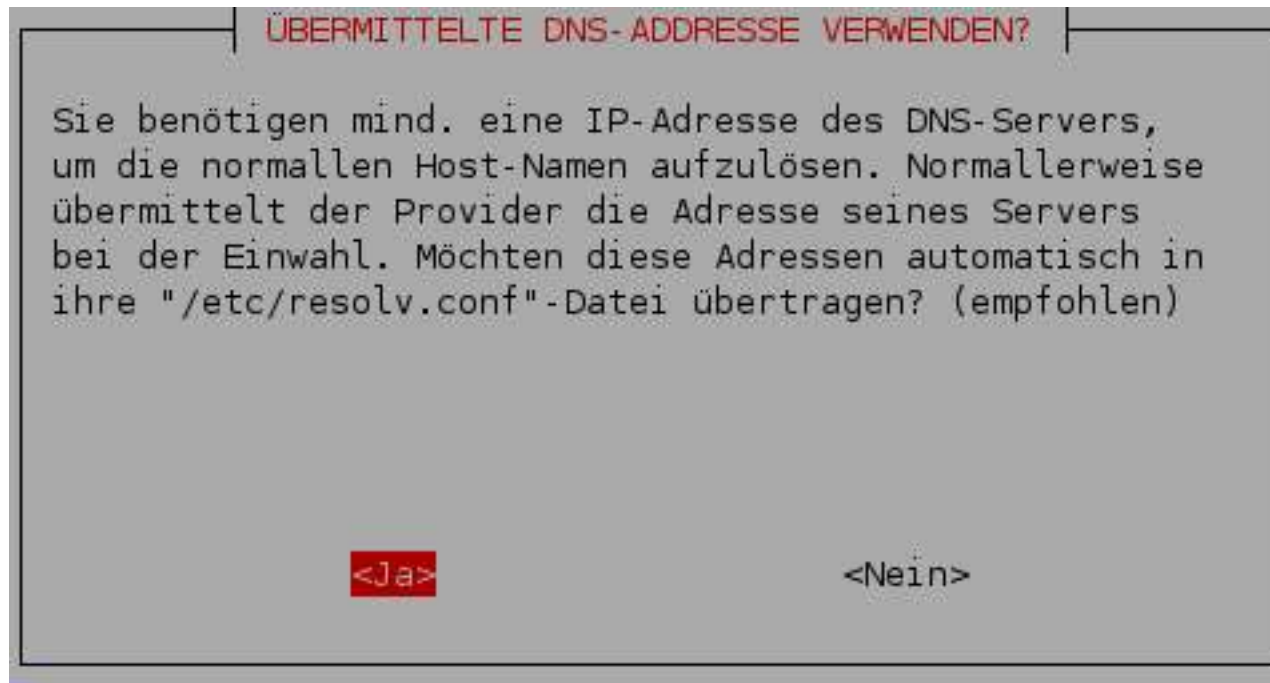 ÜBERMITTELTE DNS-ADDRESSE VERWENDEN?
Sie benötigen mind. eine IP-Adresse des DNS-Servers,
um die normallen Host-Namen aufzulösen. Normallerweise
übermittelt der Provider die Adresse seines Servers
bei der Einwahl. Möchten diese Adressen automatisch in
ihre "/etc/resolv.conf"-Datei übertragen? (empfohlen)
<Ja> <Nein>